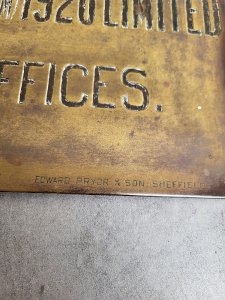 1920 LIMITED
FFICES.
EDWARD PRYOR & SON. SHEFFIELD